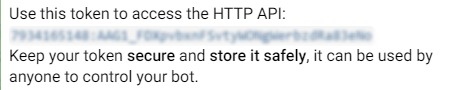 Use this token to access the HTTP API:
Keep your token secure and store it safely, it can be used by
anyone to control your bot.